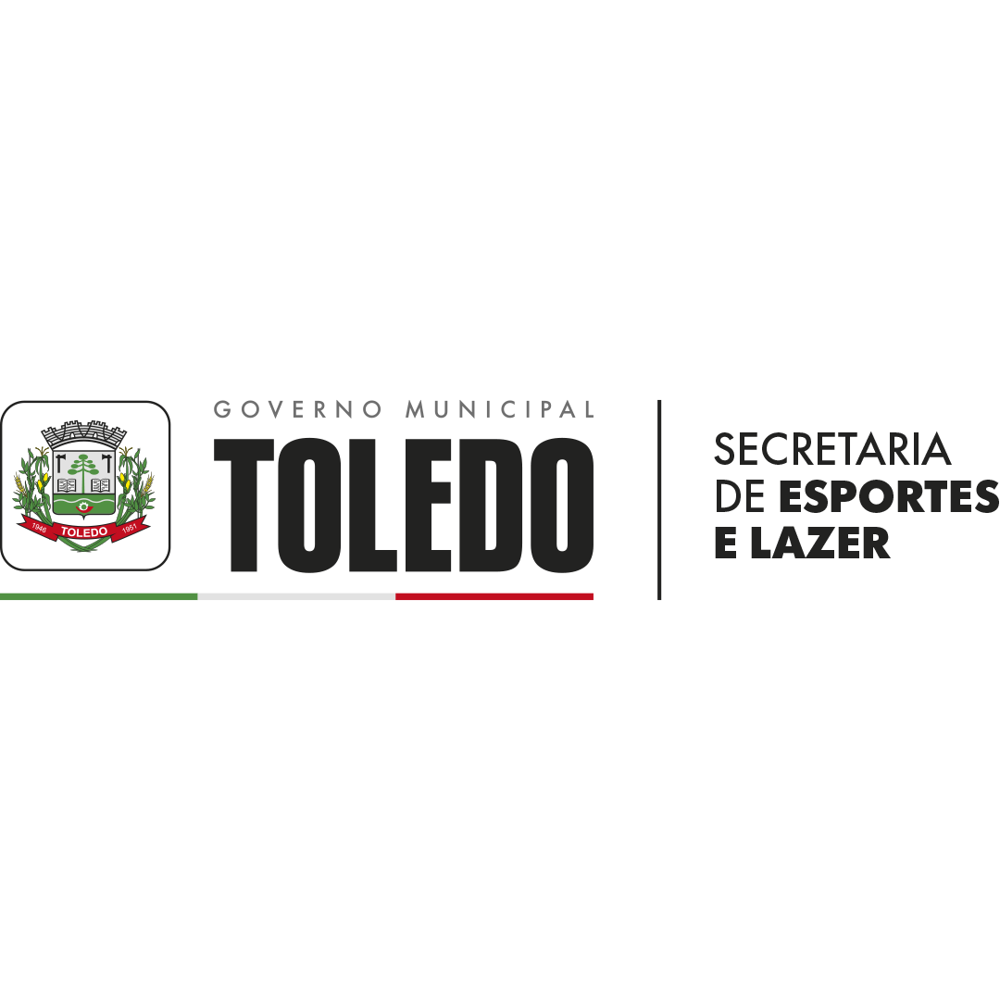 GOVERNO MUNICIPAL
TOLEDO
1946 TOLEDO 1951
SECRETARIA
DE ESPORTES
E LAZER